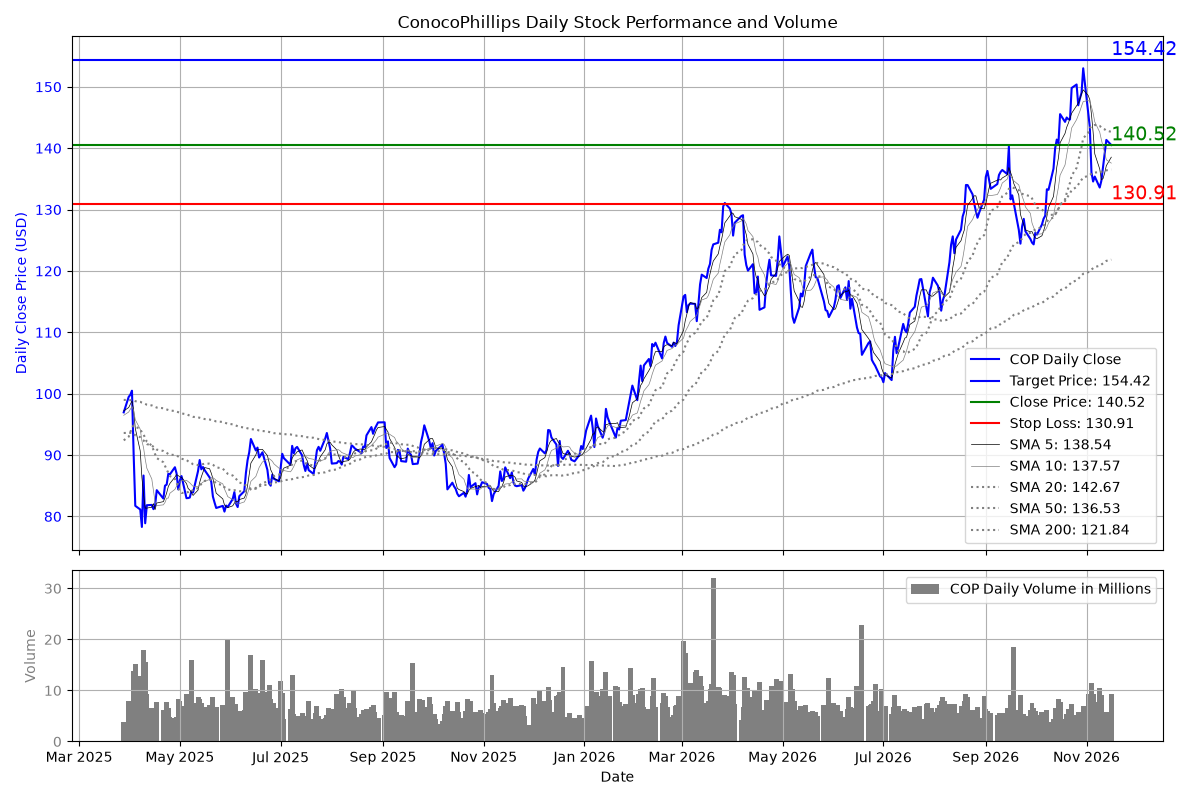 ConocoPhillips Daily Stock Performance and Volume
154.42
140.52
130.91
150
140
130
120
110
100
90
80
Daily Close Price (USD)
COP Daily Close
Target Price: 154.42
Close Price: 140.52
Stop Loss: 130.91
SMA 5: 138.54
SMA 10: 137.57
SMA 20: 142.67
SMA 50: 136.53
SMA 200: 121.84
30
20
10
0
Volume
COP Daily Volume in Millions
Mar 2025 May 2025 Jul 2025 Sep 2025 Nov 2025 Jan 2026 Mar 2026 May 2026 Jul 2026 Sep 2026 Nov 2026
Date